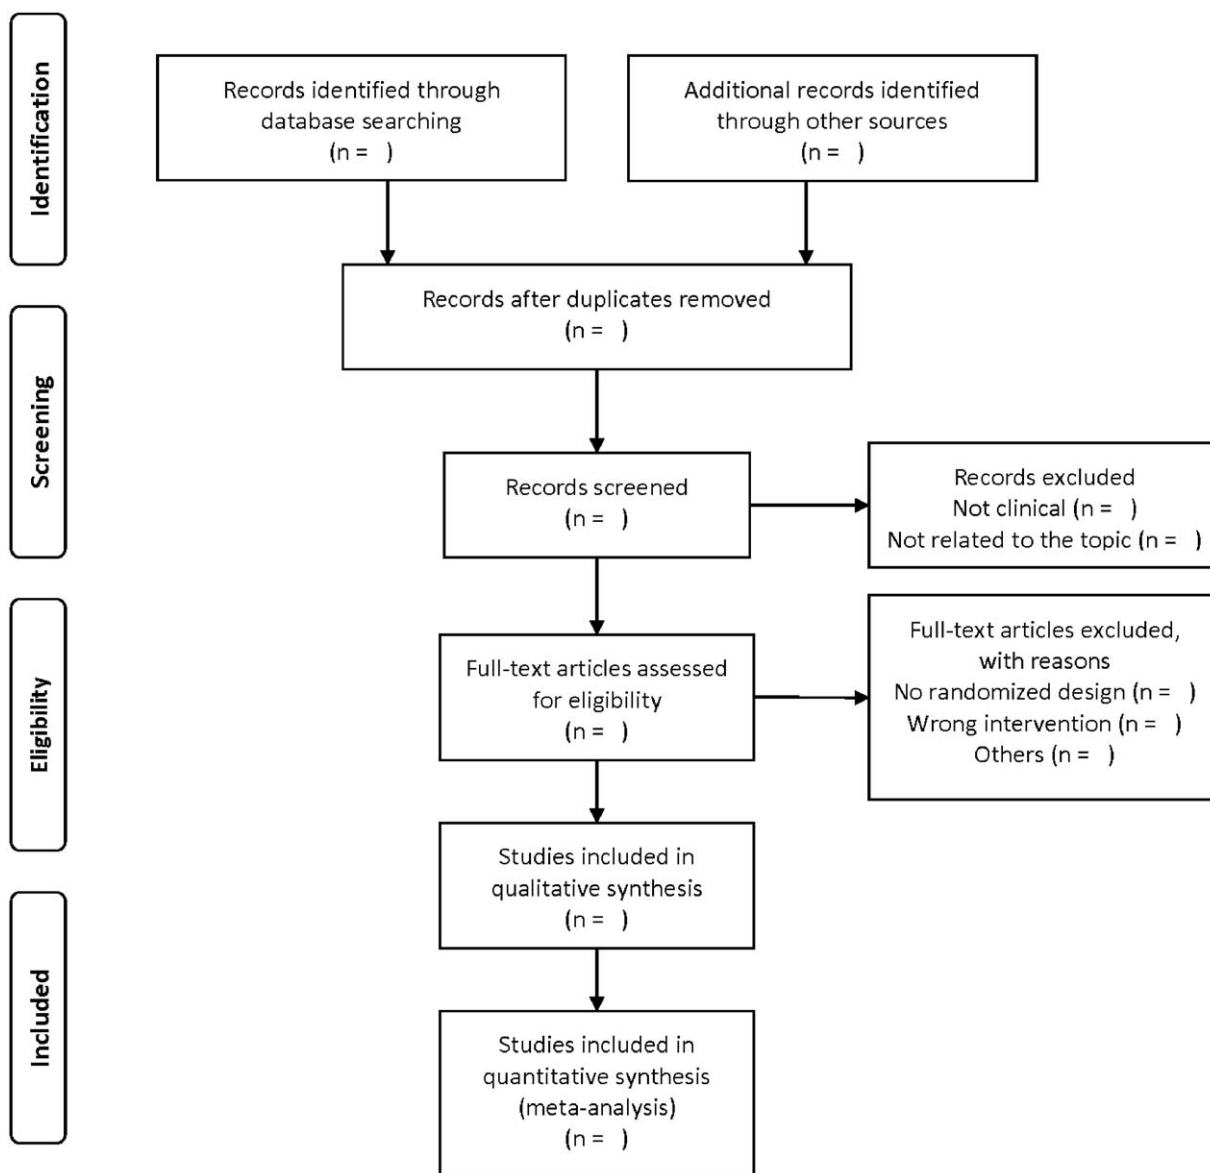 Identification
Records identified through
database searching
(n =   )
Additional records identified
through other sources
(n =   )
Records after duplicates removed
(n =   )
Screening
Records screened
(n =   )
Records excluded
Not clinical (n =   )
Not related to the topic (n =   )
Eligibility
Full-text articles assessed
for eligibility
(n =   )
Full-text articles excluded,
with reasons
No randomized design (n =   )
Wrong intervention (n =   )
Others (n =   )
Studies included in
qualitative synthesis
(n =   )
Included
Studies included in
quantitative synthesis
(meta-analysis)
(n =   )